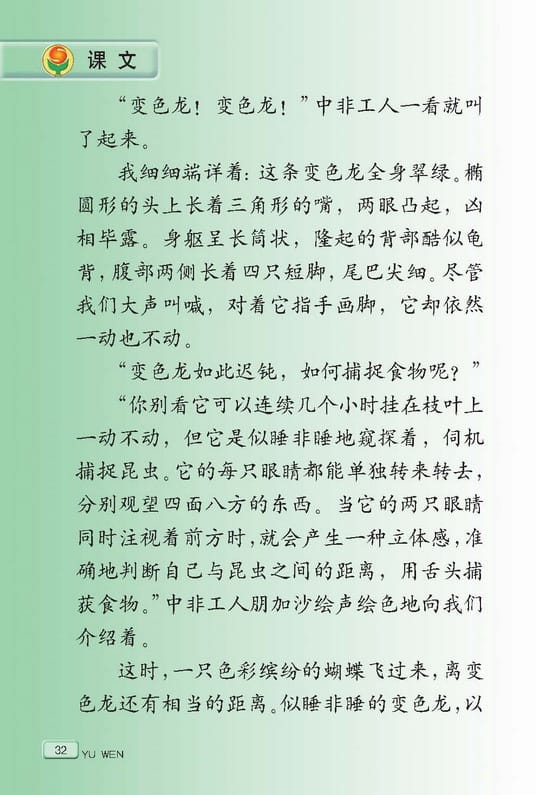 课文
“变色龙！变色龙！”中非工人一看就叫
了起来。
我细细端详着：这条变色龙全身翠绿。椭
圆形的头上长着三角形的嘴，两眼凸起，凶
相毕露。身躯呈长筒状，隆起的背部酷似龟
背，腹部两侧长着四只短脚，尾巴尖细。尽管
我们大声叫喊，对着它指手画脚，它却依然
一动也不动。
“变色龙如此迟钝，如何捕捉食物呢？”
“你别看它可以连续几个小时挂在枝叶上
一动不动，但它是似睡非睡地窥探着，伺机
捕捉昆虫。它的每只眼睛都能单独转来转去，
分别观望四面八方的东西。当它的两只眼睛
同时注视着前方时，就会产生一种立体感，准
确地判断自己与昆虫之间的距离，用舌头捕
获食物。”中非工人朋加沙绘声绘色地向我们
介绍着。
这时，一只色彩缤纷的蝴蝶飞过来，离变
色龙还有相当的距离。似睡非睡的变色龙，以
32
YU WEN